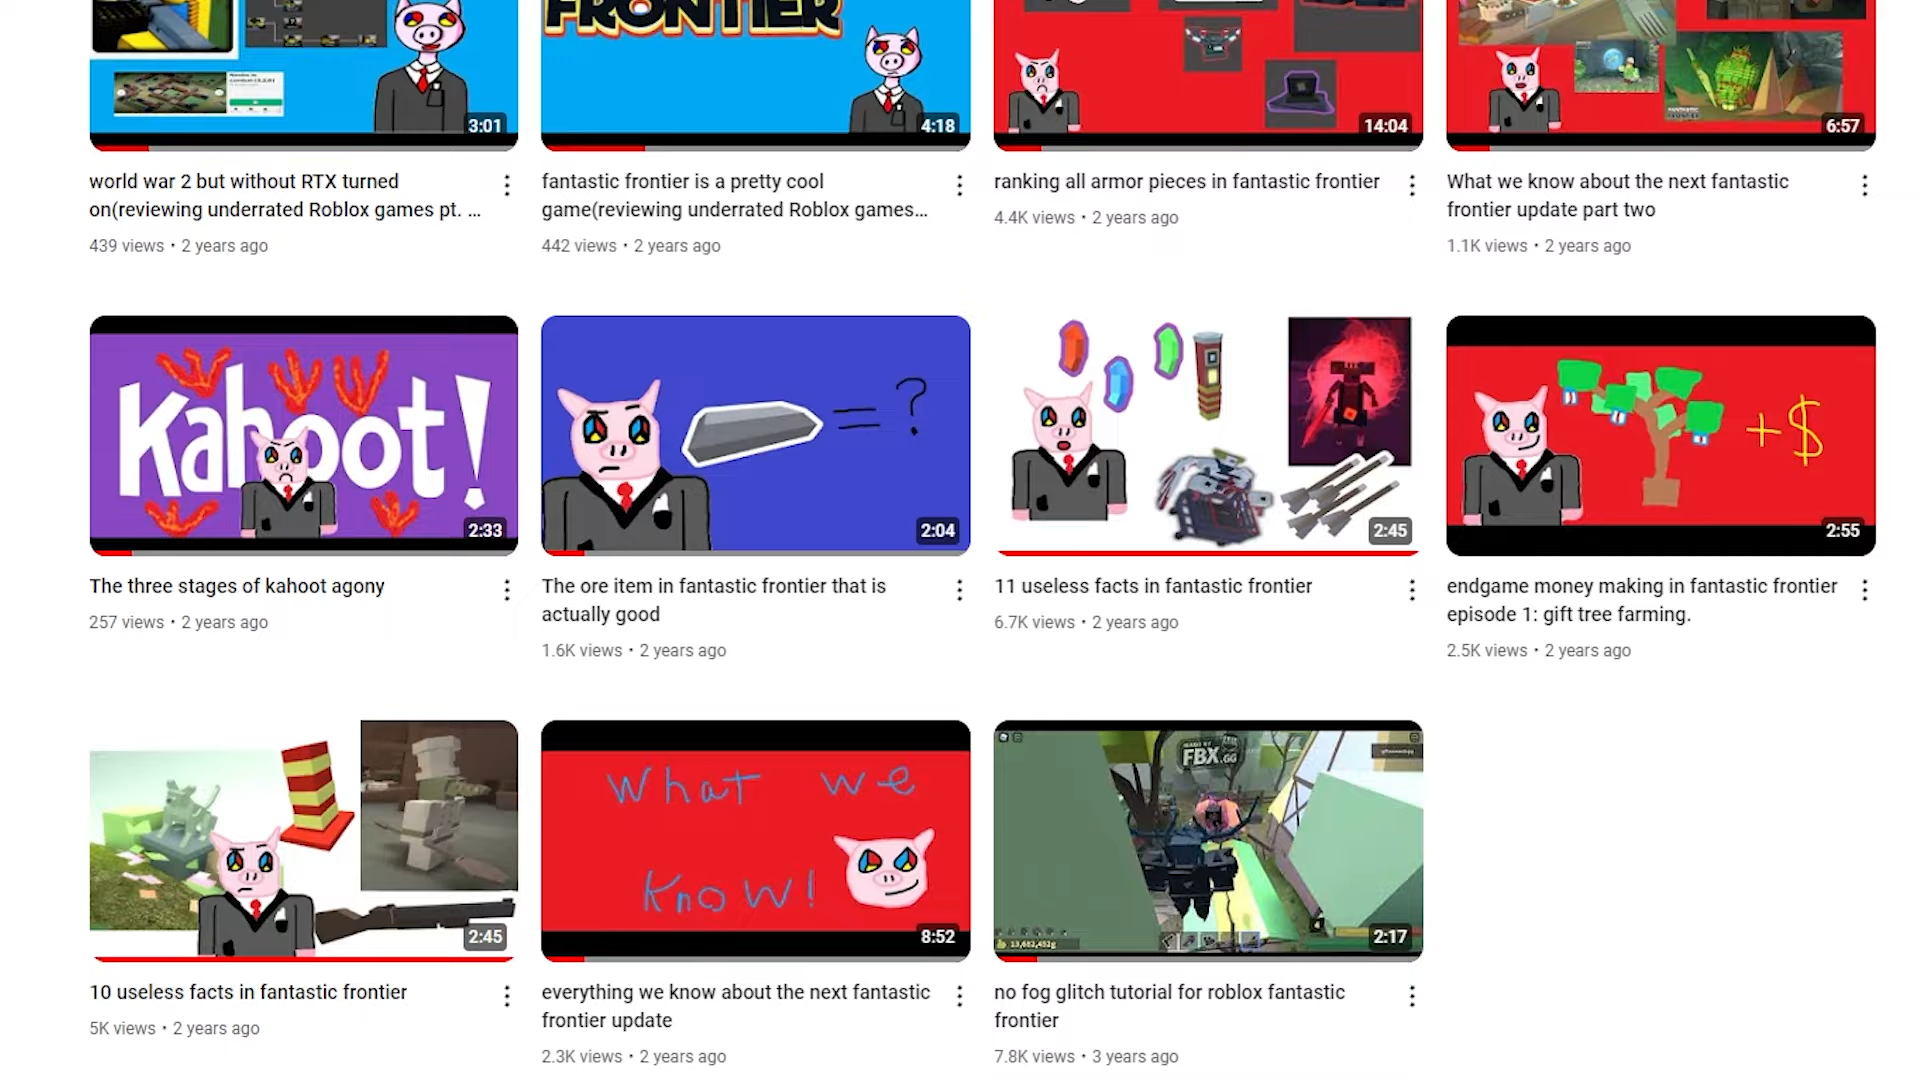 FRONTIER
3:01
4:18
14:04
6:57
world war 2 but without RTX turned
on(reviewing underrated Roblox games pt. ...
439 views • 2 years ago
fantastic frontier is a pretty cool
game(reviewing underrated Roblox games...
442 views • 2 years ago
ranking all armor pieces in fantastic frontier
4.4K views • 2 years ago
What we know about the next fantastic
frontier update part two
1.1K views • 2 years ago
Kahoot!
2:33
= ?
2:04
2:45
+$
2:55
The three stages of kahoot agony
257 views • 2 years ago
The ore item in fantastic frontier that is
actually good
1.6K views • 2 years ago
11 useless facts in fantastic frontier
6.7K views • 2 years ago
endgame money making in fantastic frontier
episode 1: gift tree farming.
2.5K views • 2 years ago
2:45
What we
Know!
8:52
FBX.GG
2:17
10 useless facts in fantastic frontier
5K views • 2 years ago
everything we know about the next fantastic
frontier update
2.3K views • 2 years ago
no fog glitch tutorial for roblox fantastic
frontier
7.8K views • 3 years ago